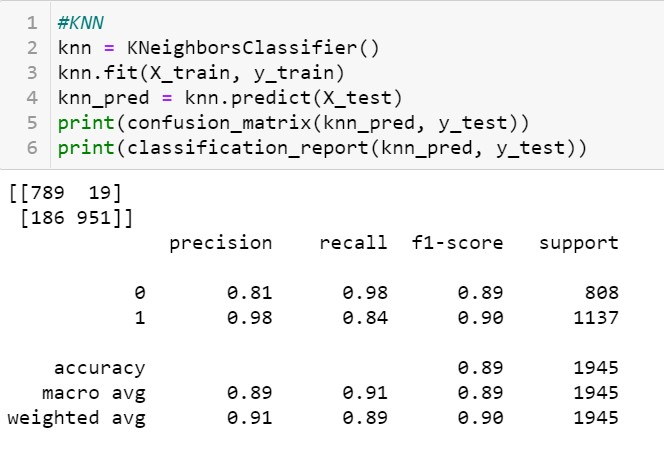 1 #KNN
2 knn = KNeighborsClassifier()
3 knn.fit(X_train, y_train)
4 knn_pred = knn.predict(X_test)
5 print(confusion_matrix(knn_pred, y_test))
6 print(classification_report(knn_pred, y_test))
[[789  19]
 [186 951]]
              precision    recall  f1-score   support
           0       0.81      0.98      0.89       808
           1       0.98      0.84      0.90      1137
    accuracy                           0.89      1945
   macro avg       0.89      0.91      0.89      1945
weighted avg       0.91      0.89      0.90      1945